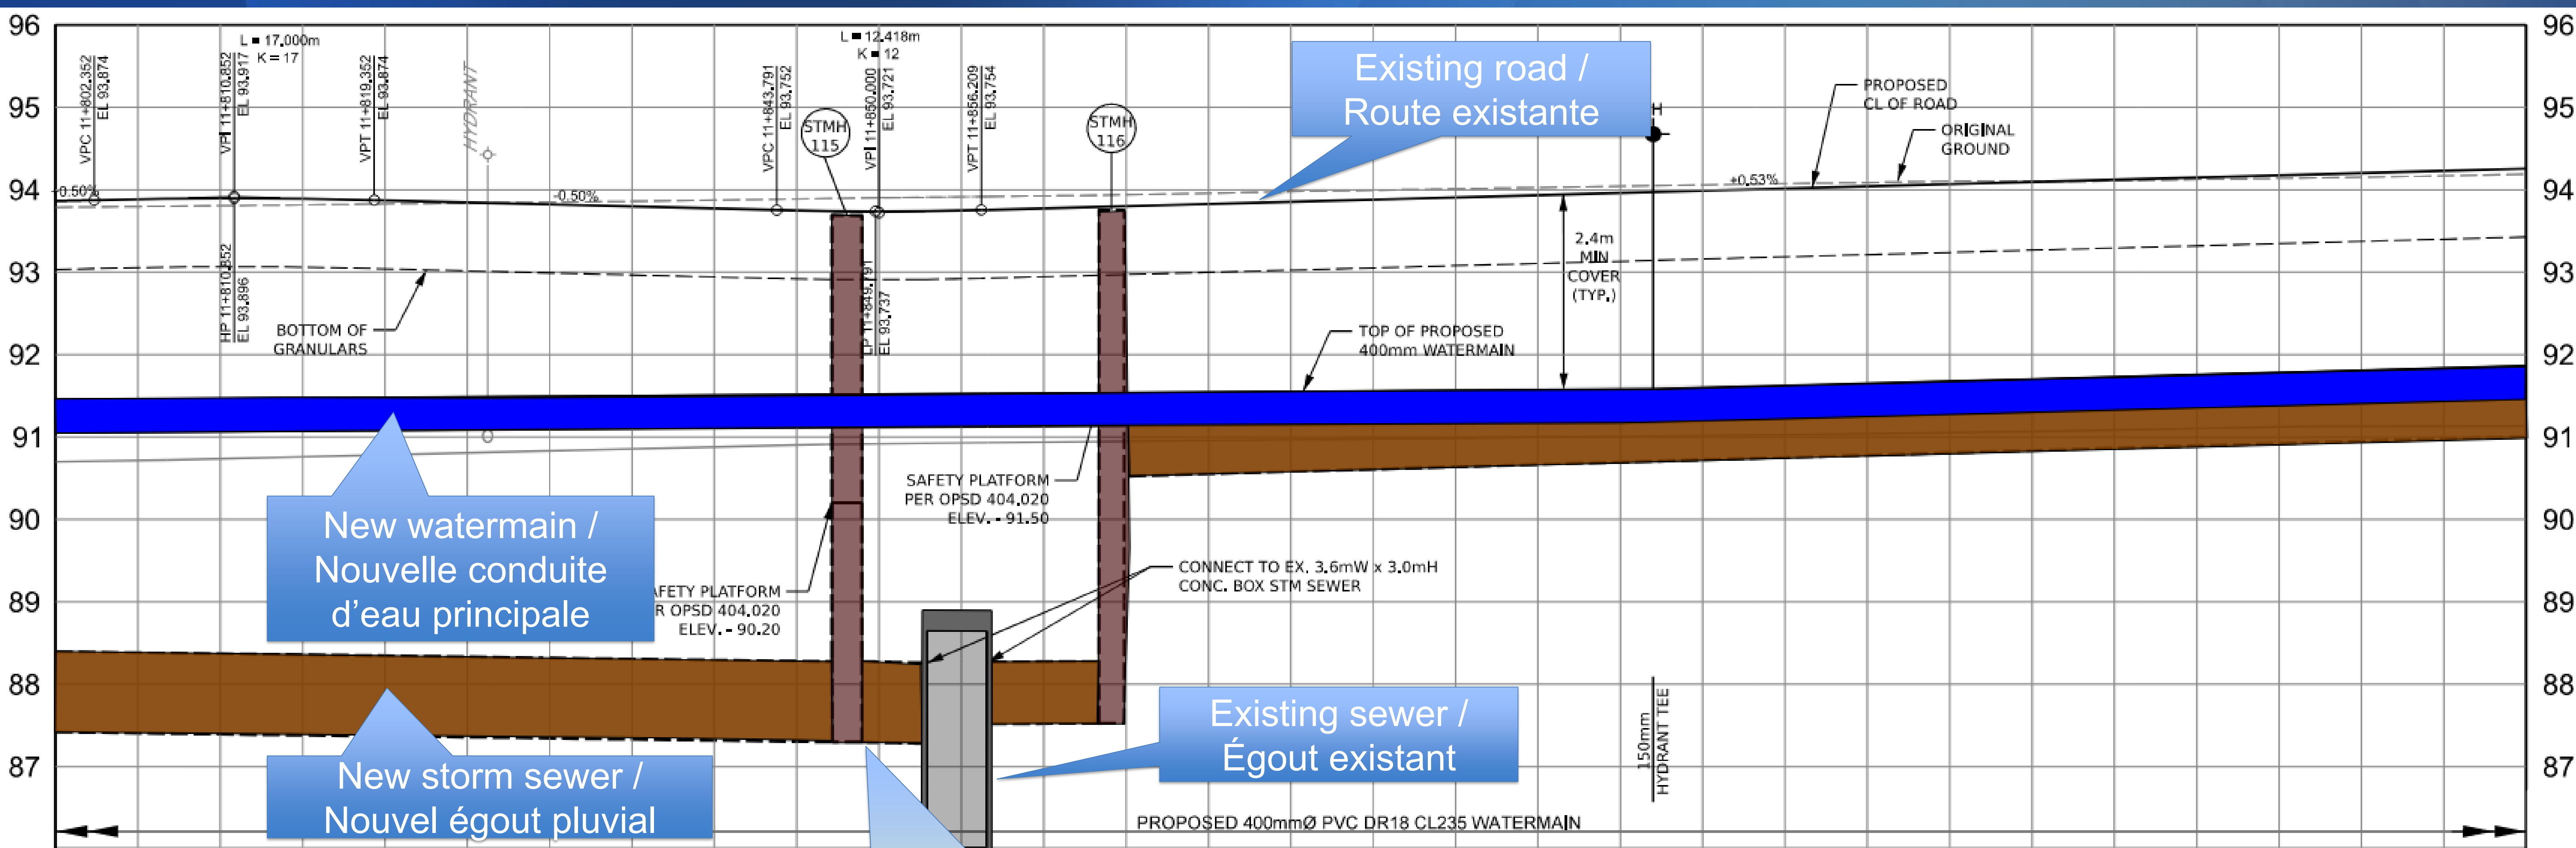 96
95
94
93
92
91
90
89
88
87
VPC 11+802.352
EL 93.874
L = 17.000m
K = 17
VPI 11+810.852
EL 93.917
VPT 11+819.352
EL 93.874
HYDRANT
VPC 11+843.791
EL 93.752
STMH
115
L = 12.418m
K = 12
VPI 11+850.000
EL 93.721
VPT 11+856.209
EL 93.754
STMH
116
Existing road /
Route existante
H
PROPOSED
CL OF ROAD
ORIGINAL
GROUND
+0.53%
0.50%
-0.50%
HP 11+810.852
EL 93.896
BOTTOM OF
GRANULARS
LP 11+849.791
EL 93.737
2.4m
MIN
COVER
(TYP.)
TOP OF PROPOSED
400mm WATERMAIN
SAFETY PLATFORM
PER OPSD 404.020
ELEV. - 91.50
New watermain /
Nouvelle conduite
d'eau principale
AFETY PLATFORM
R OPSD 404.020
ELEV. - 90.20
CONNECT TO EX. 3.6mW x 3.0mH
CONC. BOX STM SEWER
New storm sewer /
Nouvel égout pluvial
Existing sewer /
Égout existant
150mm
HYDRANT TEE
PROPOSED 400mmØ PVC DR18 CL235 WATERMAIN
96
95
94
93
92
91
90
89
88
87